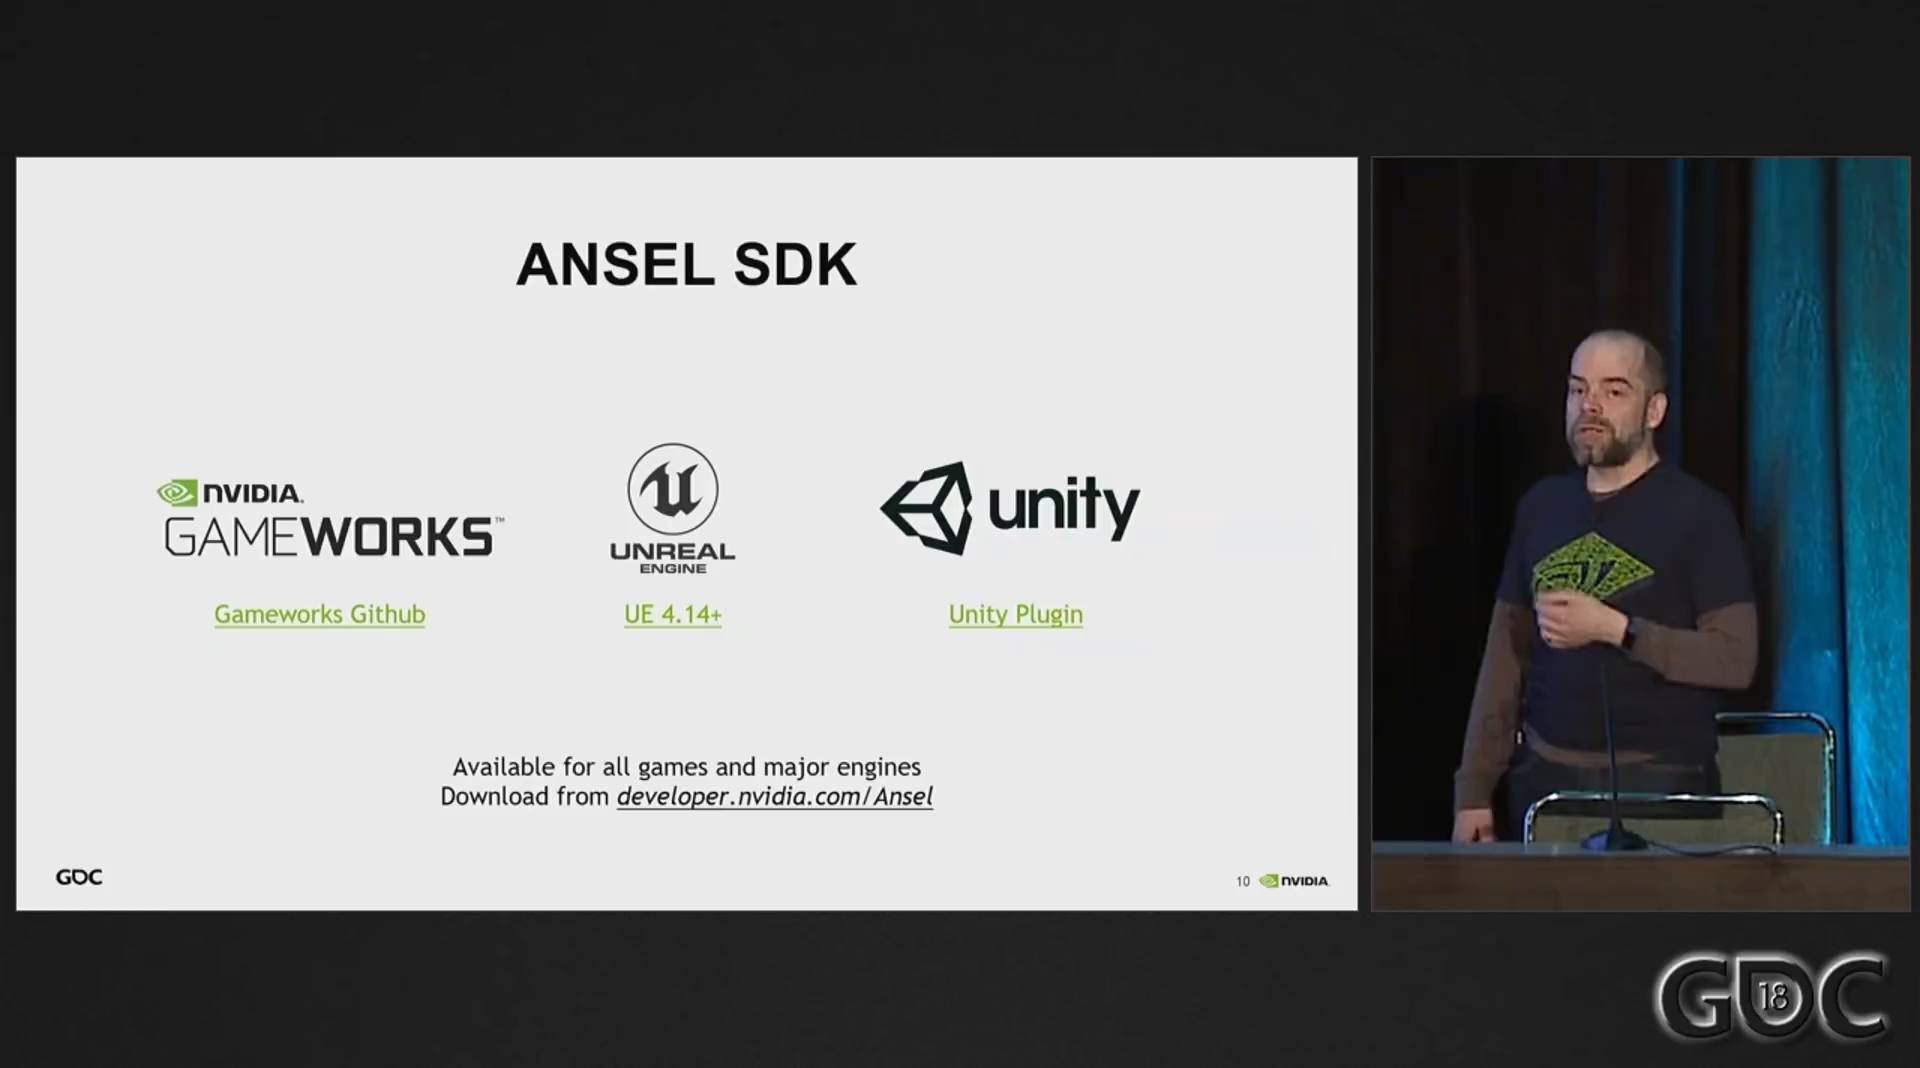 ANSEL SDK
NVIDIA.
GAMEWORKS™
UNREAL
ENGINE
unity
Gameworks Github
UE 4.14+
Unity Plugin
Available for all games and major engines
Download from developer.nvidia.com/Ansel
GDC
10 NVIDIA.
GDC
18